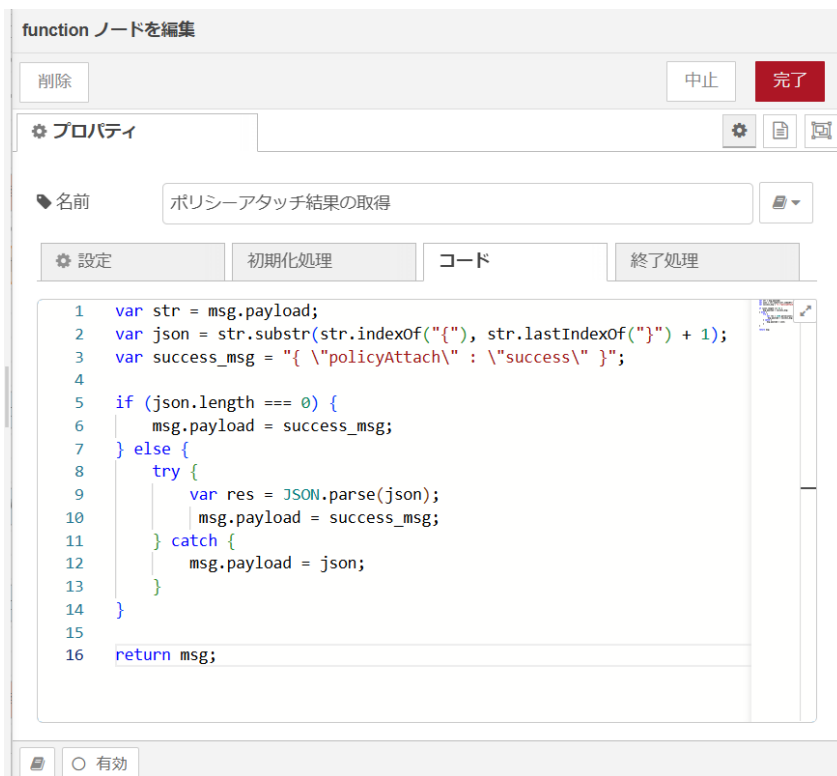 function ノードを編集
削除 中止 完了
プロパティ
名前 ポリシーアタッチ結果の取得
設定 初期化処理 コード 終了処理
1 var str = msg.payload;
2 var json = str.substr(str.indexOf("{"), str.lastIndexOf("}") + 1);
3 var success_msg = "{ \"policyAttach\" : \"success\" }";
4
5 if (json.length === 0) {
6 msg.payload = success_msg;
7 } else {
8 try {
9 var res = JSON.parse(json);
10 msg.payload = success_msg;
11 } catch {
12 msg.payload = json;
13 }
14 }
15
16 return msg;
有効